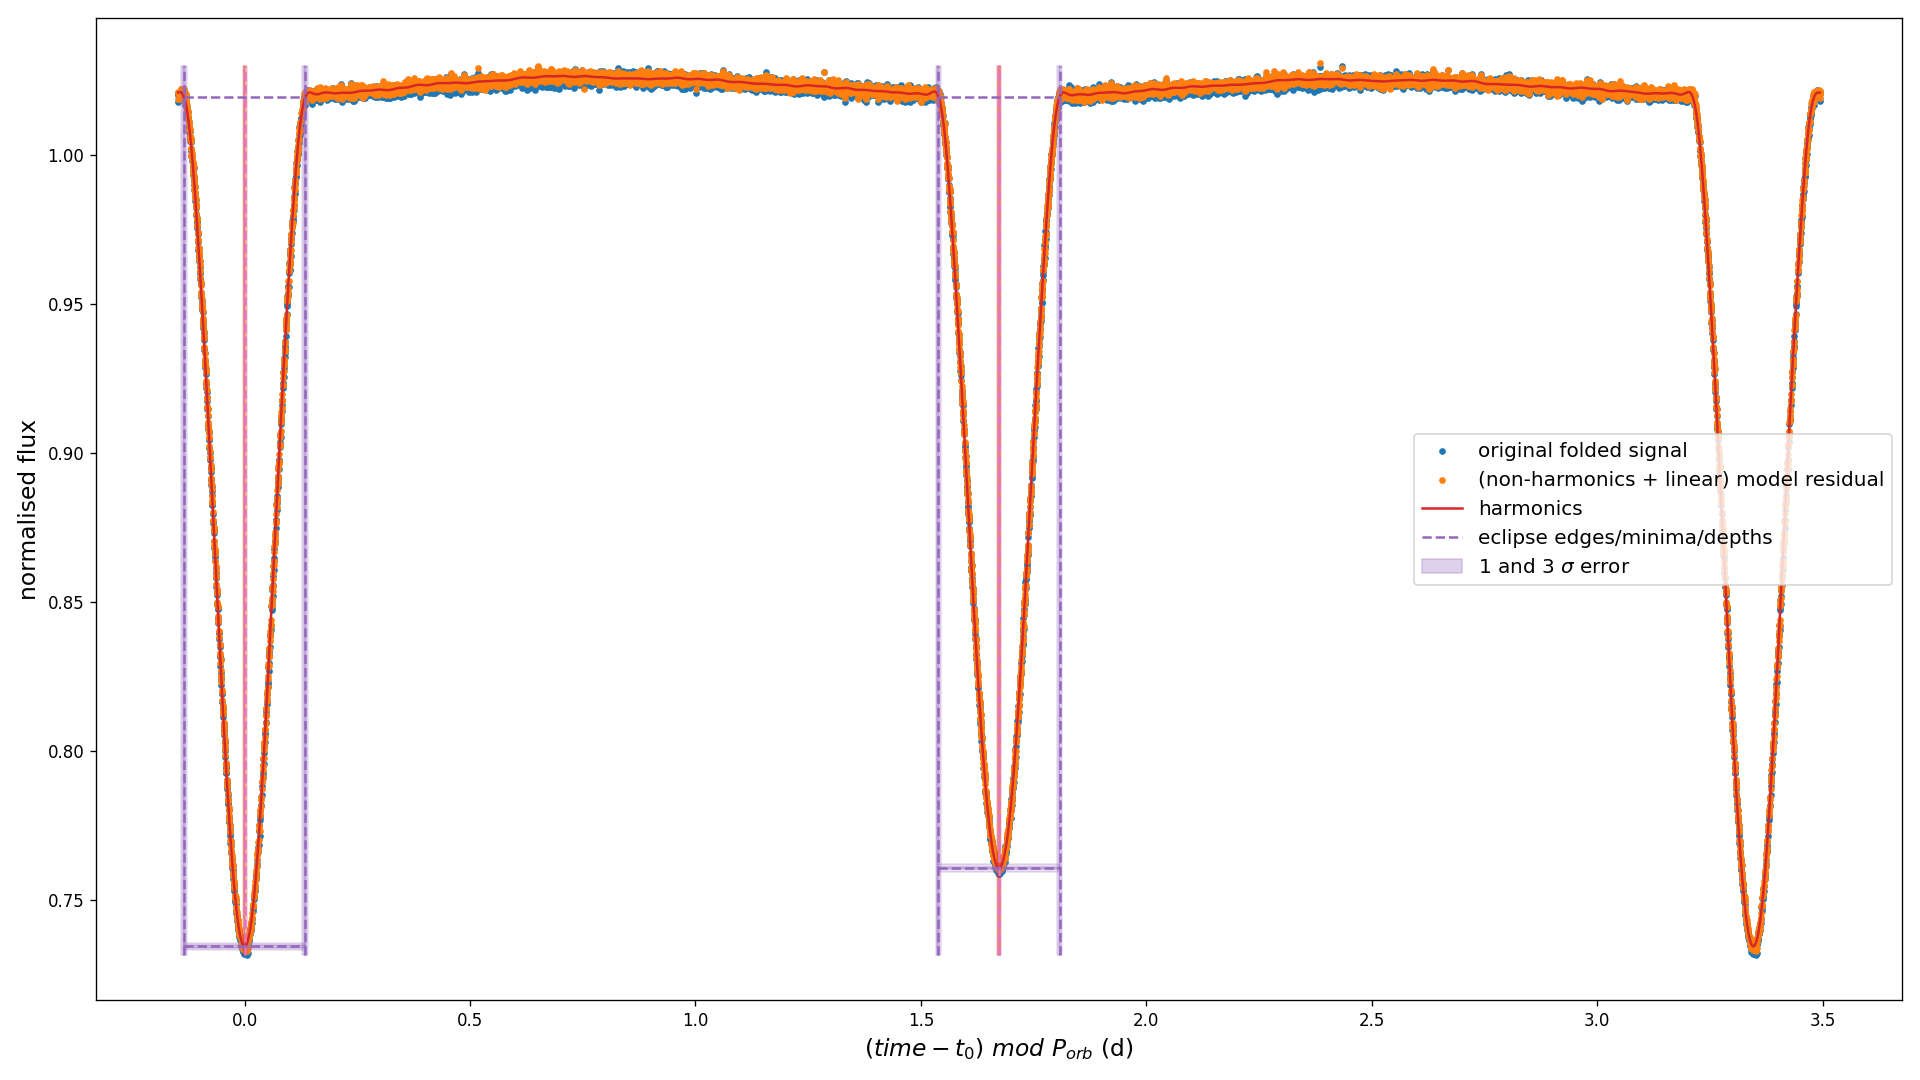 normalised flux
1.00
0.95
0.90
0.85
0.80
0.75
original folded signal
(non-harmonics + linear) model residual
harmonics
eclipse edges/minima/depths
1 and 3 σ error
0.0 0.5 1.0 1.5 2.0 2.5 3.0 3.5
(time − t₀) mod Pₒᵣb (d)